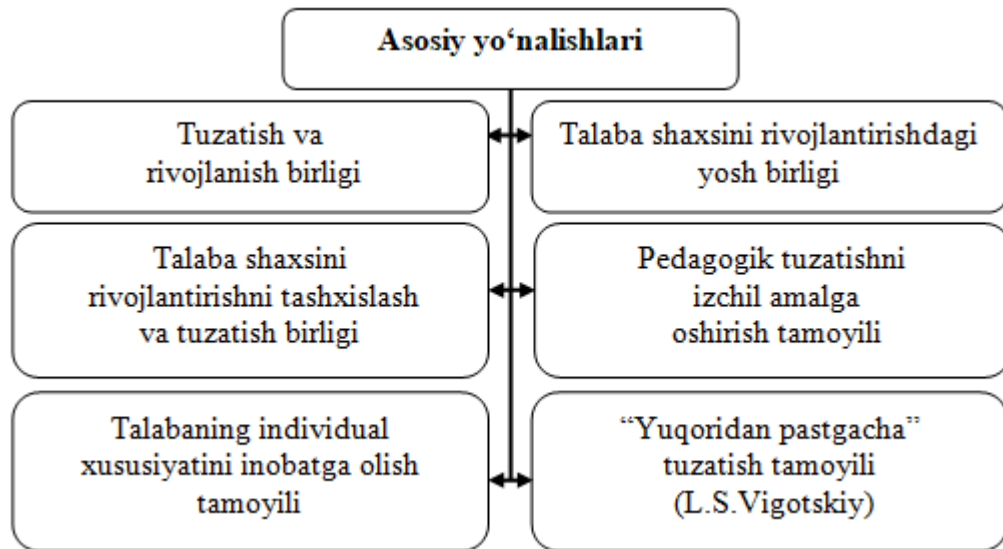 Asosiy yo‘nalishlari
Tuzatish va
rivojlanish birligi
Talaba shaxsini rivojlantirishdagi
yosh birligi
Talaba shaxsini
rivojlantirishni tashxislash
va tuzatish birligi
Pedagogik tuzatishni
izchil amalga
oshirish tamoyili
Talabaning individual
xususiyatini inobatga olish
tamoyili
“Yuqoridan pastgacha”
tuzatish tamoyili
(L.S.Vigotskiy)